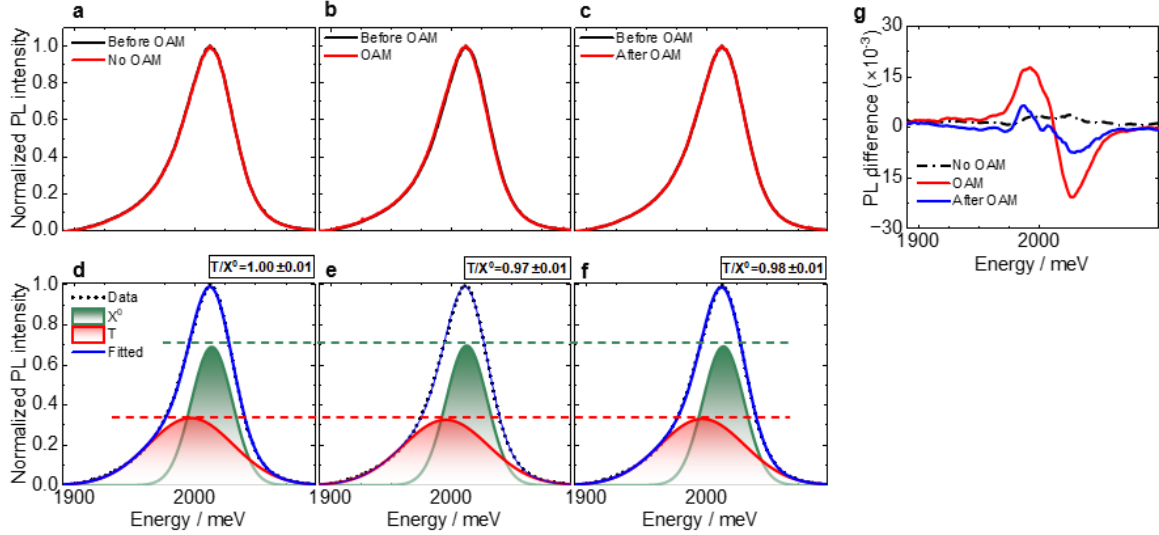 a
b
c
g
Normalized PL intensity
1.0
0.8
0.6
0.4
0.2
0.0
Before OAM
No OAM
Before OAM
OAM
Before OAM
After OAM
PL difference (×10⁻³)
30
15
0
−15
−30
No OAM
OAM
After OAM
1900
2000
Energy / meV
d
e
f
T/X⁰=1.00±0.01
T/X⁰=0.97±0.01
T/X⁰=0.98±0.01
Normalized PL intensity
1.0
0.8
0.6
0.4
0.2
0.0
Data
X⁰
T
Fitted
1900
2000
1900
2000
1900
2000
Energy / meV
Energy / meV
Energy / meV